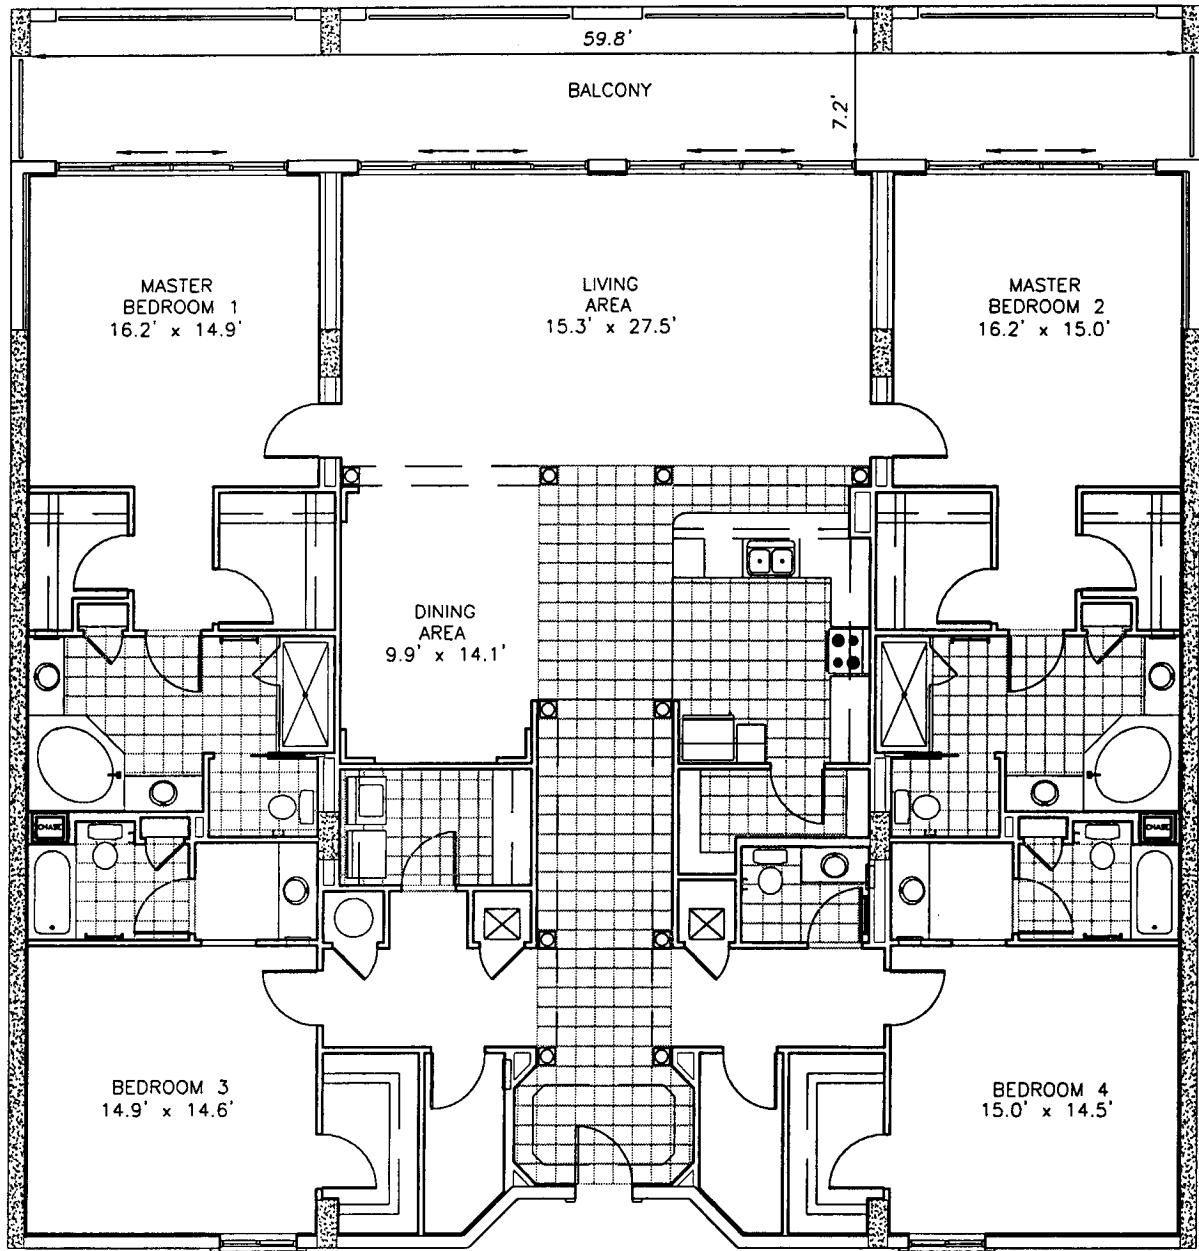 59.8'
BALCONY
7.2'
MASTER
BEDROOM 1
16.2' x 14.9'
LIVING
AREA
15.3' x 27.5'
MASTER
BEDROOM 2
16.2' x 15.0'
DINING
AREA
9.9' x 14.1'
CHASE
CHASE
BEDROOM 3
14.9' x 14.6'
BEDROOM 4
15.0' x 14.5'